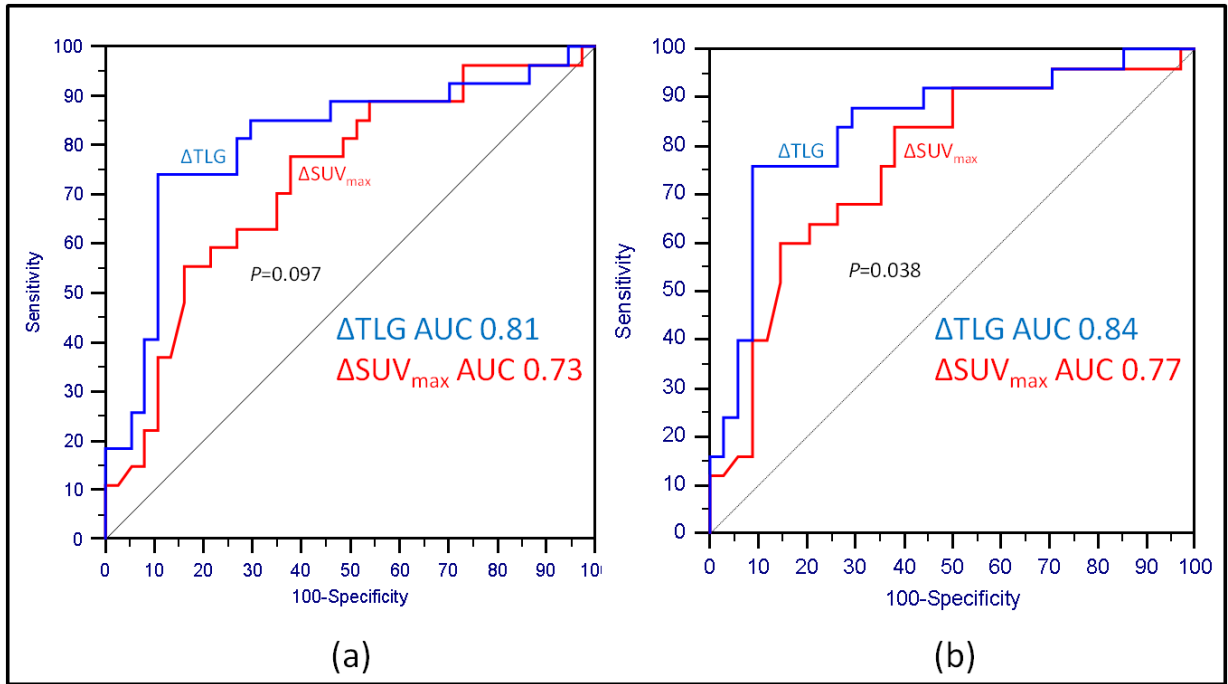 100
90
80
70
60
50
40
30
20
10
0
Sensitivity
ΔTLG
ΔSUVmax
P=0.097
ΔTLG AUC 0.81
ΔSUVmax AUC 0.73
0 10 20 30 40 50 60 70 80 90 10
100-Specificity
(a)
100
90
80
70
60
50
40
30
20
10
0
Sensitivity
ΔTLG
ΔSUVmax
P=0.038
ΔTLG AUC 0.84
ΔSUVmax AUC 0.77
0 10 20 30 40 50 60 70 80 90 100
100-Specificity
(b)